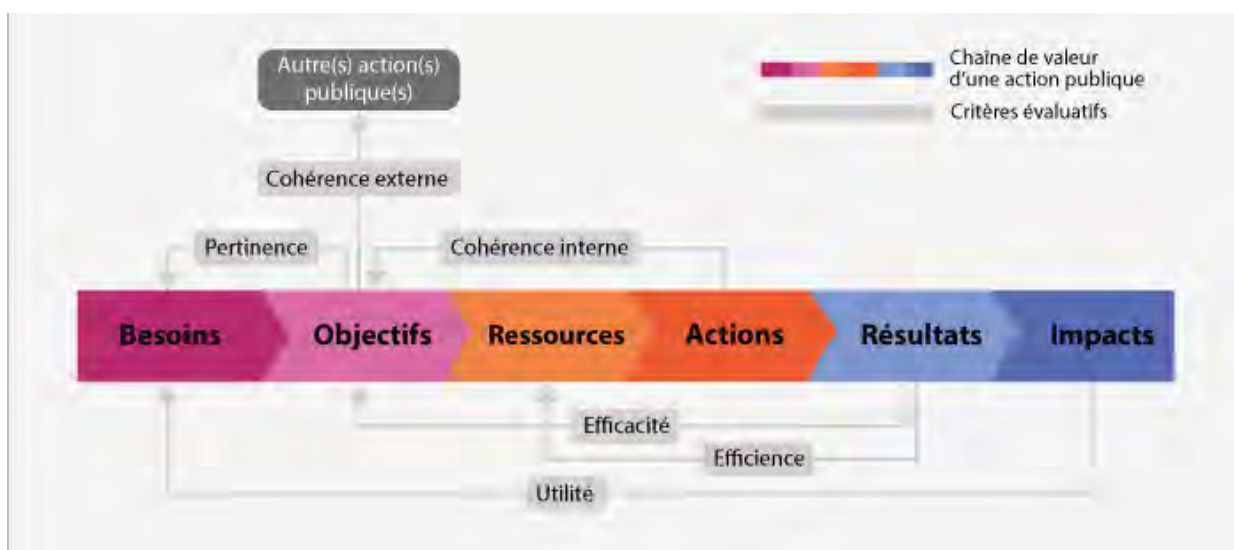 Autre(s) action(s)
publique(s)
Chaîne de valeur
d'une action publique
Critères évaluatifs
Cohérence externe
Pertinence
Cohérence interne
Besoins
Objectifs
Ressources
Actions
Résultats
Impacts
Efficacité
Efficience
Utilité